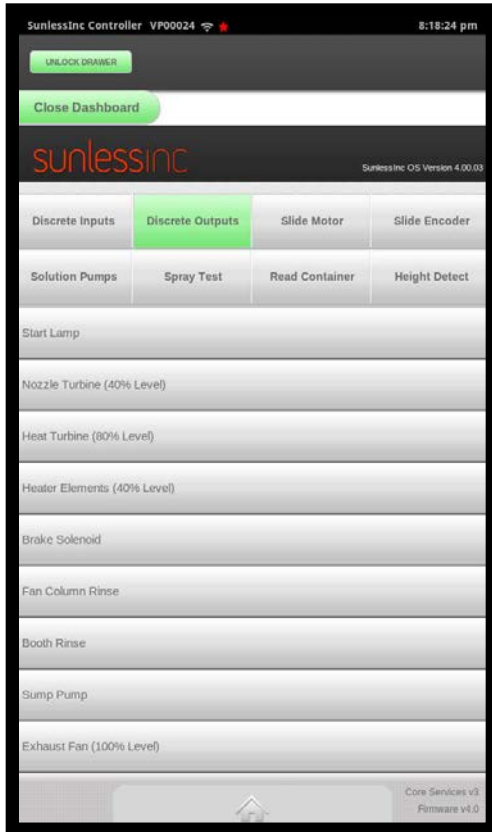 SunlessInc Controller VP00024 8:18:24 pm
UNLOCK DRAWER
Close Dashboard
sunlessinc
SunlessInc OS Version 4.00.03
Discrete Inputs Discrete Outputs Slide Motor Slide Encoder
Solution Pumps Spray Test Read Container Height Detect
Start Lamp
Nozzle Turbine (40% Level)
Heat Turbine (80% Level)
Heater Elements (40% Level)
Brake Solenoid
Fan Column Rinse
Booth Rinse
Sump Pump
Exhaust Fan (100% Level)
Core Services v3
Firmware v4.0